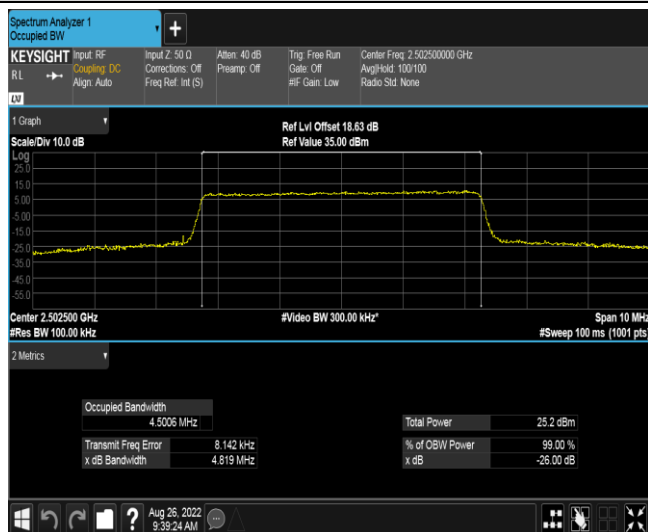 Spectrum Analyzer 1
Occupied BW
+
KEYSIGHT Input: RF Input Z: 50 Ω Atten: 40 dB Trig: Free Run Center Freq: 2.502500000 GHz
RL Coupling: DC Corrections: Off Preamp: Off Gate: Off Avg|Hold: 100/100
Align: Auto Freq Ref: Int (S) #IF Gain: Low Radio Std: None
LXI
1 Graph
Ref Lvl Offset 18.63 dB
Scale/Div 10.0 dB Ref Value 35.00 dBm
Log
25.0
15.0
5.00
-5.00
-15.0
-25.0
-35.0
-45.0
-55.0
Center 2.502500 GHz #Video BW 300.00 kHz* Span 10 MHz
#Res BW 100.00 kHz #Sweep 100 ms (1001 pts)
2 Metrics
Occupied Bandwidth
4.5006 MHz Total Power 25.2 dBm
Transmit Freq Error 8.142 kHz % of OBW Power 99.00 %
x dB Bandwidth 4.819 MHz x dB -26.00 dB
? Aug 26, 2022
9:39:24 AM